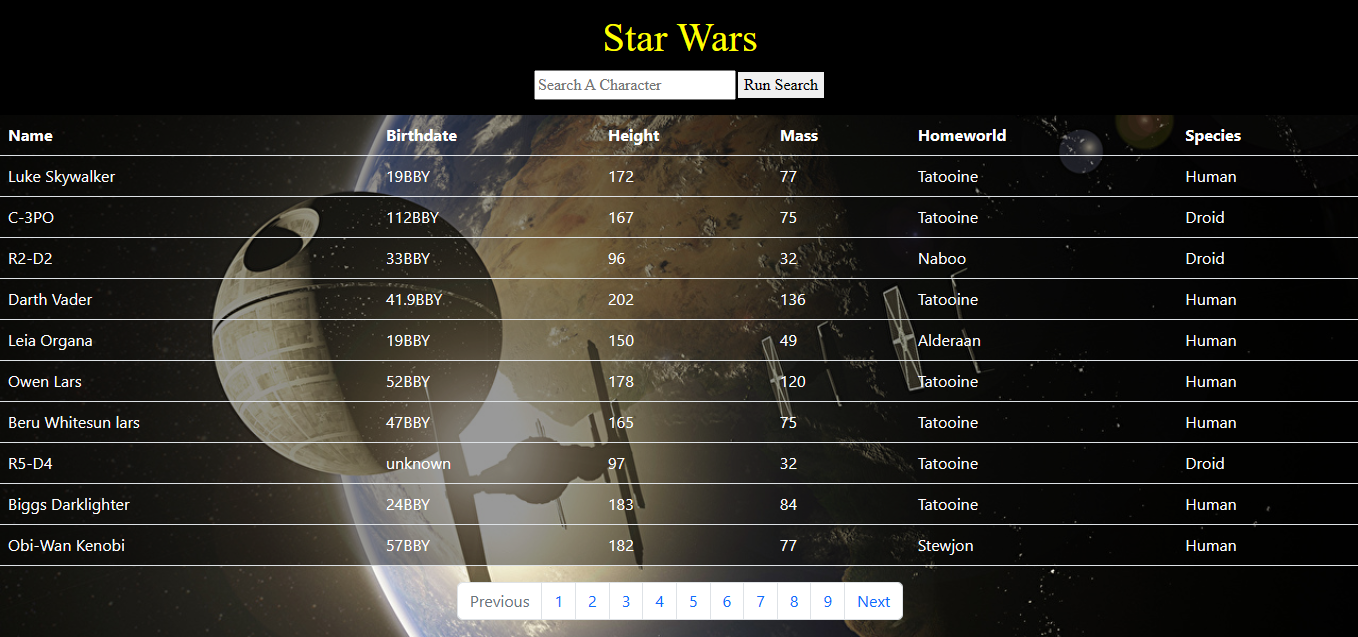 Star Wars
Search A Character Run Search
Name Birthdate Height Mass Homeworld Species
Luke Skywalker 19BBY 172 77 Tatooine Human
C-3PO 112BBY 167 75 Tatooine Droid
R2-D2 33BBY 96 32 Naboo Droid
Darth Vader 41.9BBY 202 136 Tatooine Human
Leia Organa 19BBY 150 49 Alderaan Human
Owen Lars 52BBY 178 120 Tatooine Human
Beru Whitesun lars 47BBY 165 75 Tatooine Human
R5-D4 unknown 97 32 Tatooine Droid
Biggs Darklighter 24BBY 183 84 Tatooine Human
Obi-Wan Kenobi 57BBY 182 77 Stewjon Human
Previous 1 2 3 4 5 6 7 8 9 Next